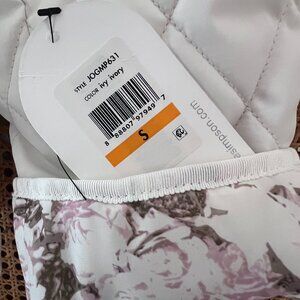 STYLE JOGMP631
COLOR ivy ivory
8 88807 97949 7
S
simpson.com